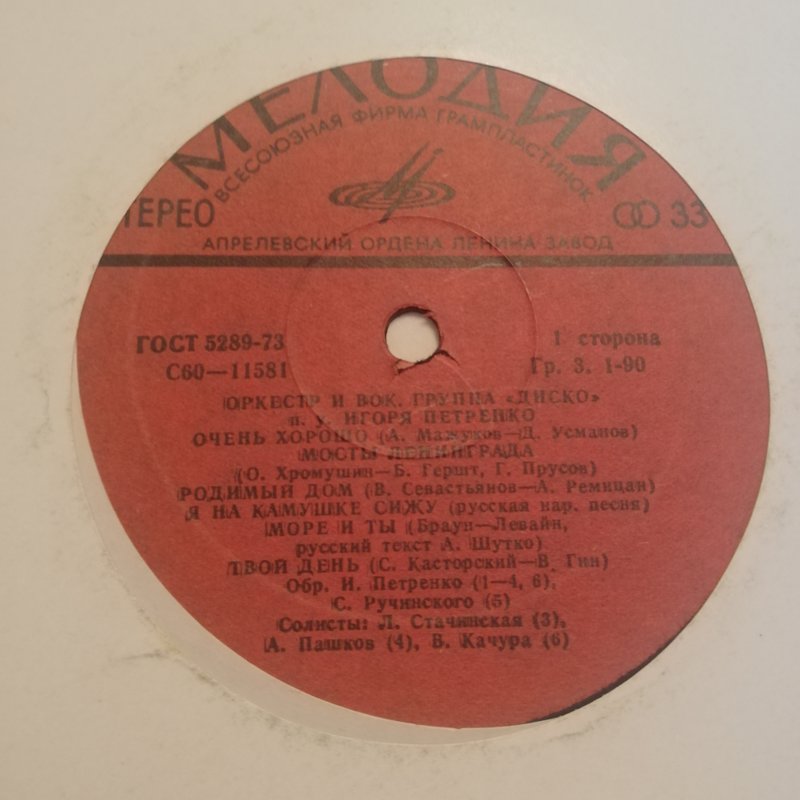 МЕЛОДИЯ
ВСЕСОЮЗНАЯ ФИРМА ГРАМПЛАСТИНОК
ТЕРЕО 33
АПРЕЛЕВСКИЙ ОРДЕНА ЛЕНИНА ЗАВОД
ГОСТ 5289-73 1 сторона
С60—11581 Гр. 3. 1-90
ОРКЕСТР И ВОК. ГРУППА «ДИСКО»
п. у. ИГОРЯ ПЕТРЕНКО
ОЧЕНЬ ХОРОШО (А. Мажуков—Д. Усманов)
МОСТЫ ЛЕНИНГРАДА
(О. Хромушин—Б. Гершт, Г. Прусов)
РОДИМЫЙ ДОМ (В. Севастьянов—А. Ремицан)
Я НА КАМУШКЕ СИЖУ (русская нар. песня)
МОРЕ И ТЫ (Браун—Левайн,
русский текст А. Шутко)
ТВОЙ ДЕНЬ (С. Касторский—В. Гин)
Обр. И. Петренко (1—4, 6),
С. Ручинского (5)
Солисты: Л. Стачинская (3),
А. Пашков (4), В. Качура (6)